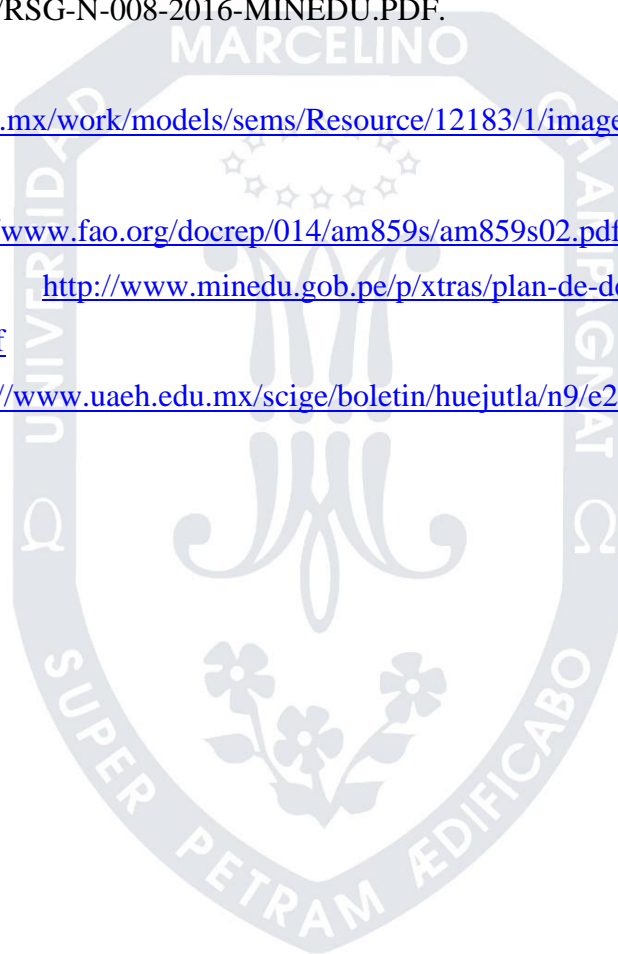 /RSG-N-008-2016-MINEDU.PDF.
.mx/work/models/sems/Resource/12183/1/image
/www.fao.org/docrep/014/am859s/am859s02.pdf
http://www.minedu.gob.pe/p/xtras/plan-de-de
f
//www.uaeh.edu.mx/scige/boletin/huejutla/n9/e2
UNIVERSIDAD
MARCELINO
CHAMPAGNAT
Ω Ω
SUPER PETRAM ÆDIFICABO